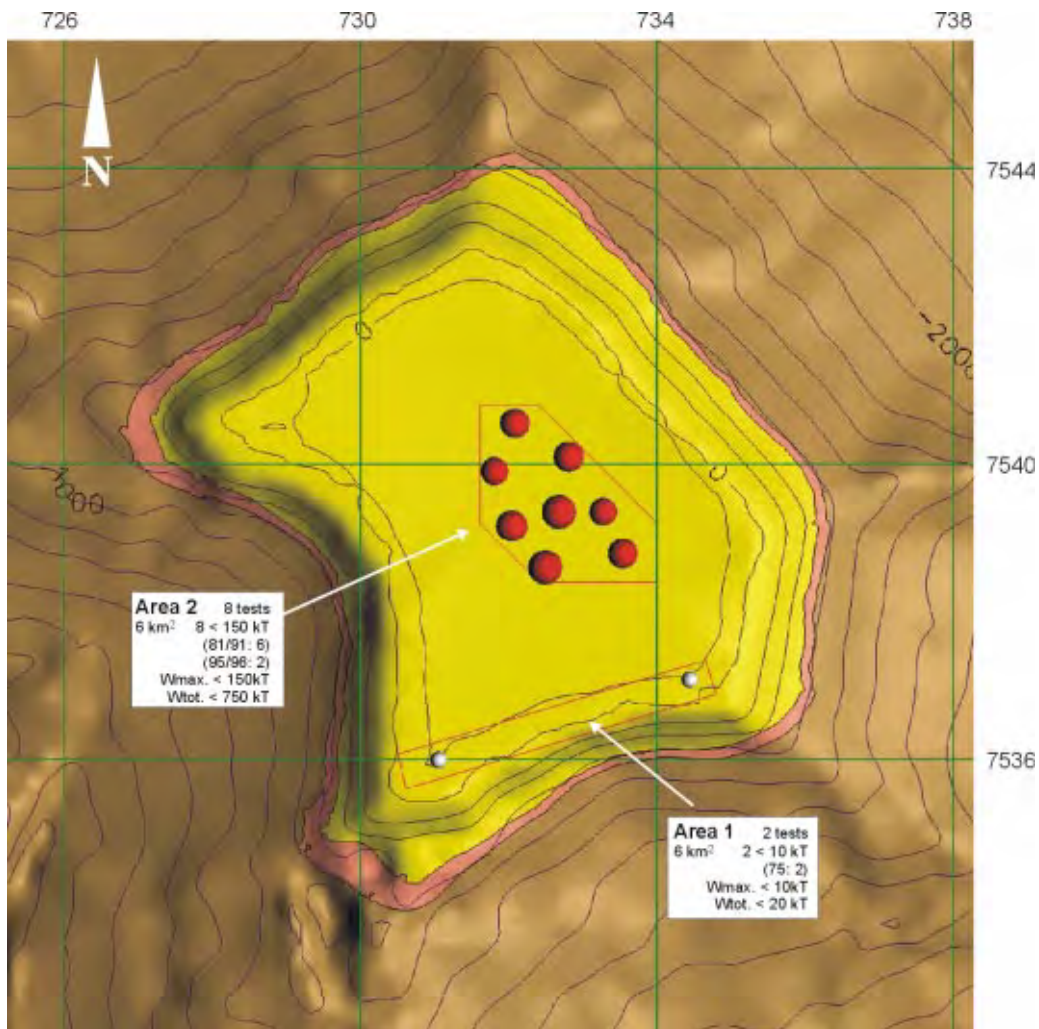 726 730 734 738
N
7544
-2000
0
0
7540
Area 2 8 tests
6 km² 8 < 150 kT
(81/91: 6)
(95/96: 2)
Wmax. < 150kT
Wtot. < 750 kT
7536
Area 1 2 tests
6 km² 2 < 10 kT
(75: 2)
Wmax. < 10kT
Wtot. < 20 kT